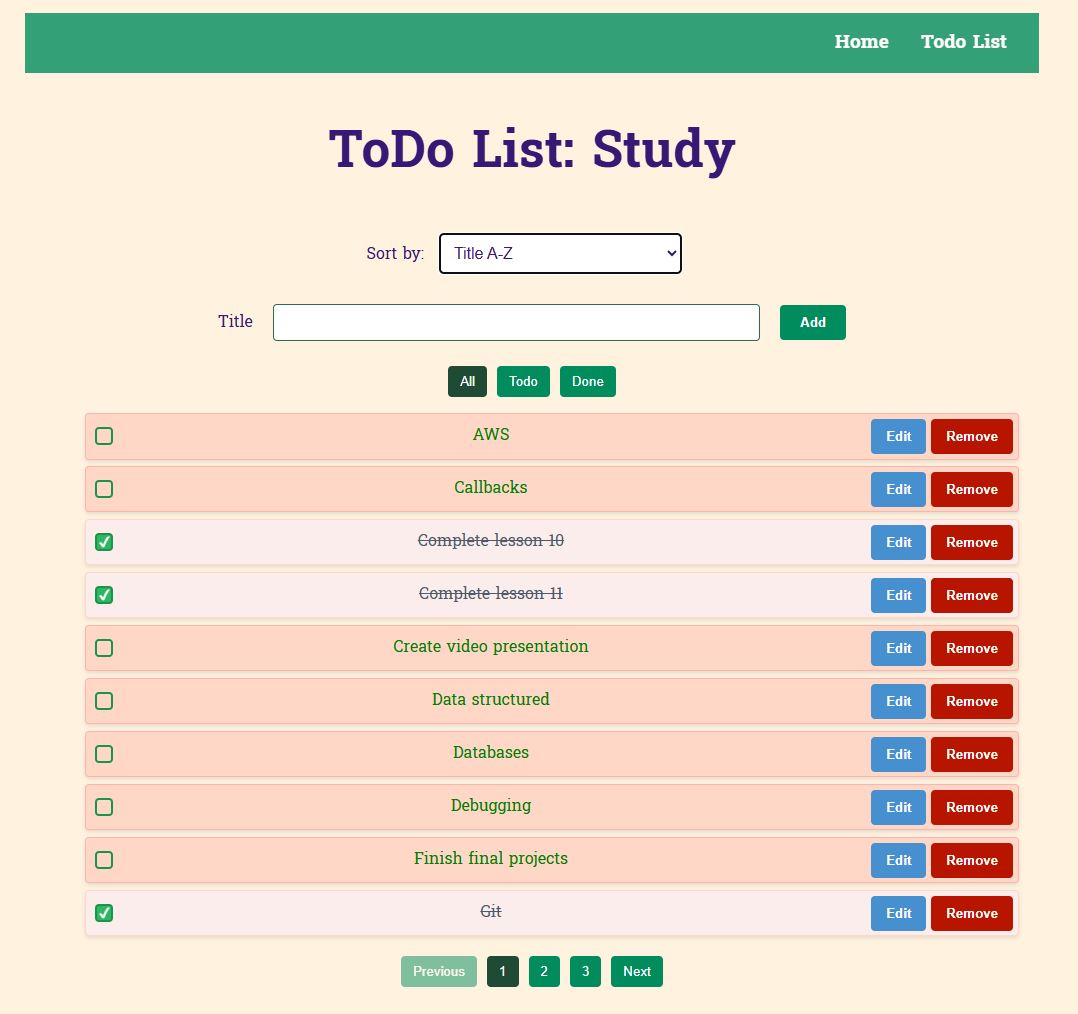 Home Todo List
ToDo List: Study
Sort by: Title A-Z
Title Add
All Todo Done
AWS Edit Remove
Callbacks Edit Remove
Complete lesson 10 Edit Remove
Complete lesson 11 Edit Remove
Create video presentation Edit Remove
Data structured Edit Remove
Databases Edit Remove
Debugging Edit Remove
Finish final projects Edit Remove
Git Edit Remove
Previous 1 2 3 Next